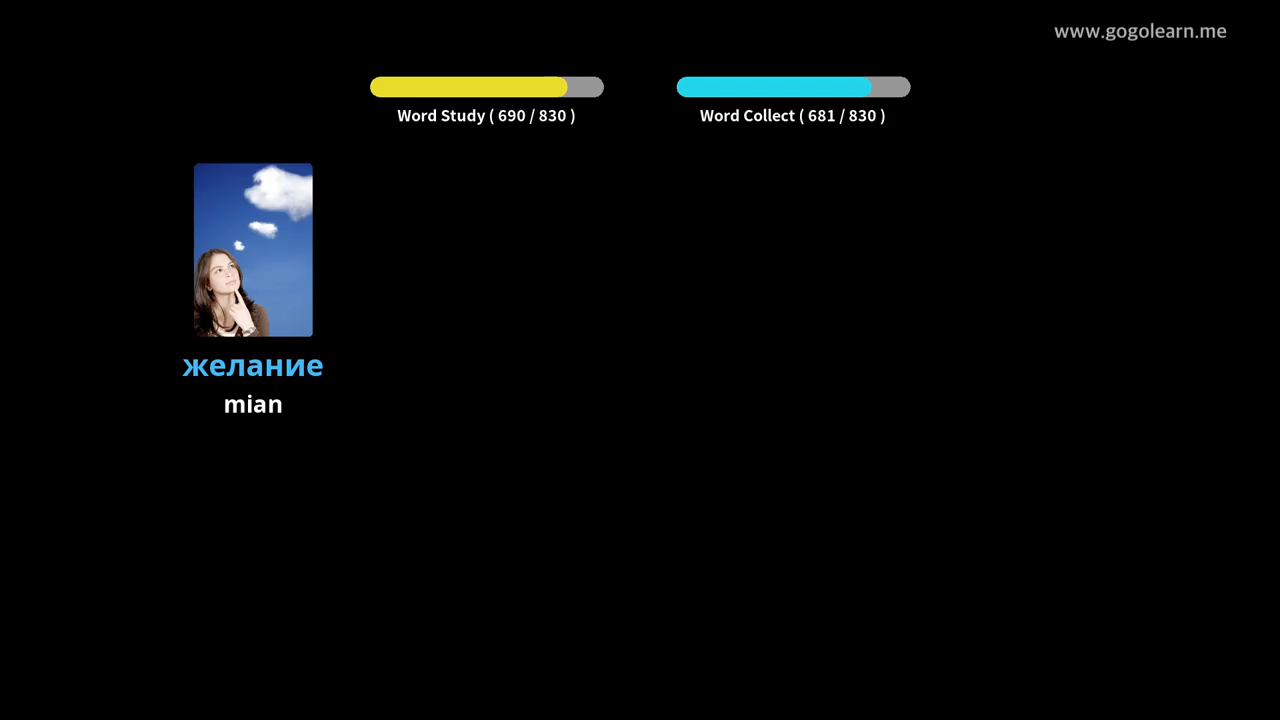 www.gogolearn.me
Word Study ( 690 / 830 )
Word Collect ( 681 / 830 )
желание
mian